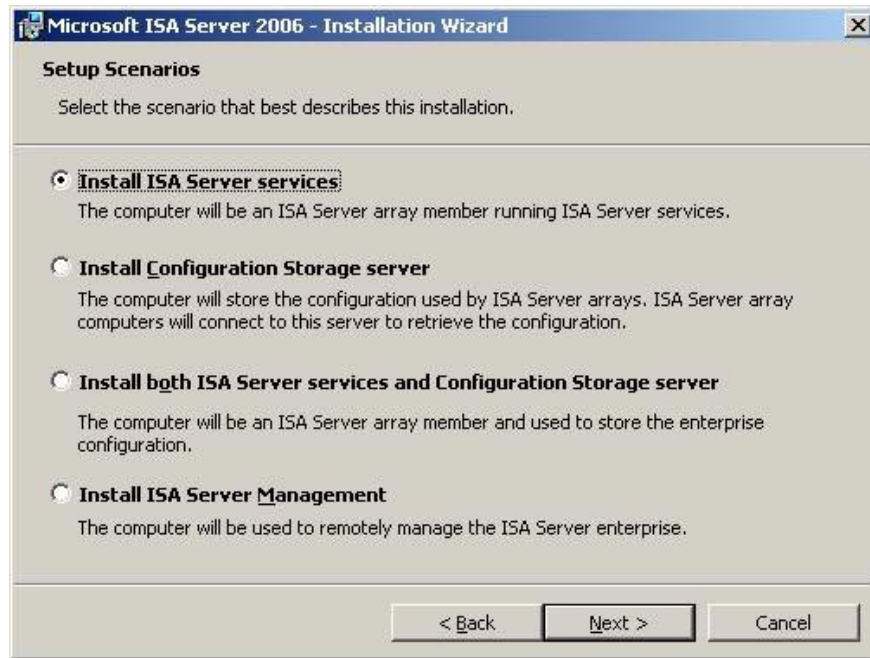 Microsoft ISA Server 2006 - Installation Wizard
Setup Scenarios
Select the scenario that best describes this installation.
Install ISA Server services
The computer will be an ISA Server array member running ISA Server services.
Install Configuration Storage server
The computer will store the configuration used by ISA Server arrays. ISA Server array
computers will connect to this server to retrieve the configuration.
Install both ISA Server services and Configuration Storage server
The computer will be an ISA Server array member and used to store the enterprise
configuration.
Install ISA Server Management
The computer will be used to remotely manage the ISA Server enterprise.
< Back Next > Cancel